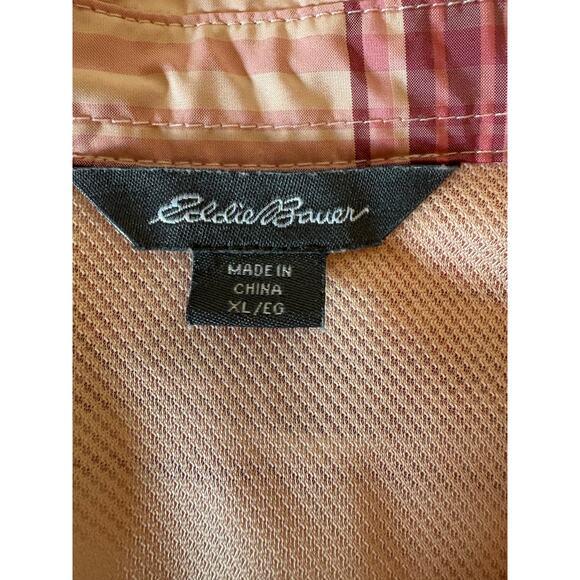 Eddie Bauer
MADE IN
CHINA
XL/EG